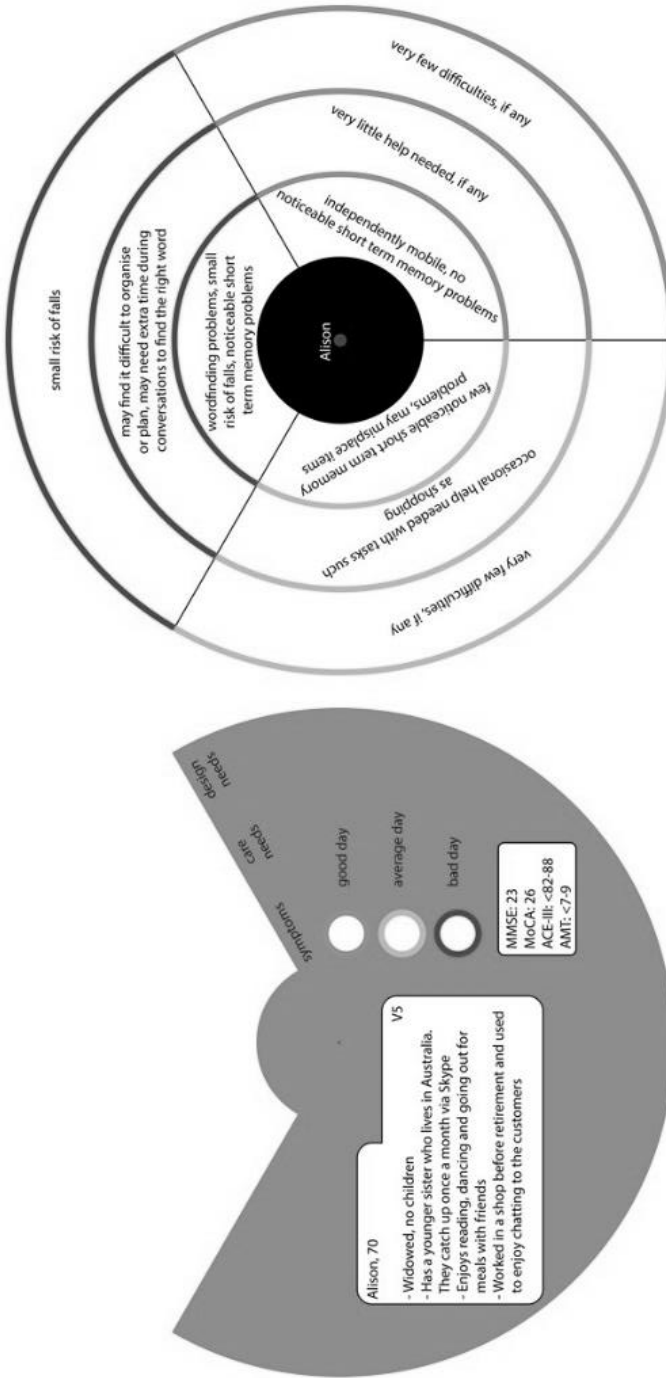 design
needs
care
needs
symptoms
good day
average day
bad day
MMSE: 23
MoCA: 26
ACE-III: <82-88
AMT: <7-9
Alison, 70
V5
- Widowed, no children
- Has a younger sister who lives in Australia.
They catch up once a month via Skype
- Enjoys reading, dancing and going out for
meals with friends
- Worked in a shop before retirement and used
to enjoy chatting to the customers
small risk of falls
may find it difficult to organise
or plan, may need extra time during
conversations to find the right word
wordfinding problems, small
risk of falls, noticeable short
term memory problems
very few difficulties, if any
very little help needed, if any
independently mobile, no
noticeable short term memory problems
Alison
few noticeable short term memory
problems, may misplace items
occasional help needed with tasks such
as shopping
very few difficulties, if any